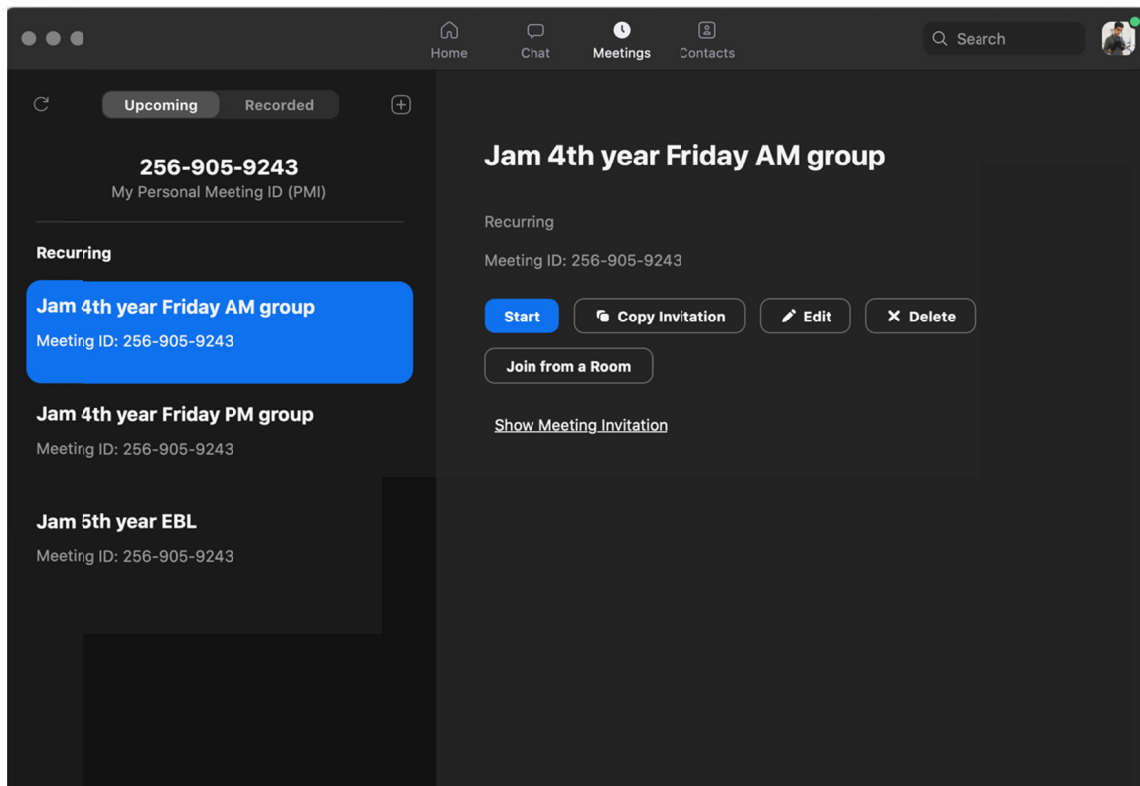 Home Chat Meetings Contacts Search
Upcoming Recorded
256-905-9243
My Personal Meeting ID (PMI)
Recurring
Jam 4th year Friday AM group
Meeting ID: 256-905-9243
Jam 4th year Friday PM group
Meeting ID: 256-905-9243
Jam 5th year EBL
Meeting ID: 256-905-9243
Jam 4th year Friday AM group
Recurring
Meeting ID: 256-905-9243
Start Copy Invitation Edit Delete
Join from a Room
Show Meeting Invitation